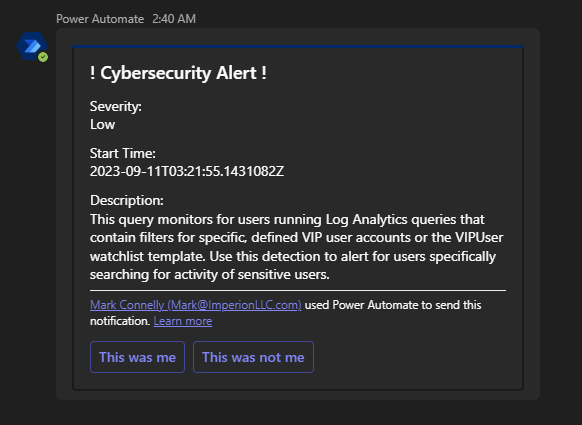 Power Automate 2:40 AM
! Cybersecurity Alert !
Severity:
Low
Start Time:
2023-09-11T03:21:55.1431082Z
Description:
This query monitors for users running Log Analytics queries that
contain filters for specific, defined VIP user accounts or the VIPUser
watchlist template. Use this detection to alert for users specifically
searching for activity of sensitive users.
Mark Connelly (Mark@ImperionLLC.com) used Power Automate to send this
notification. Learn more
This was me This was not me